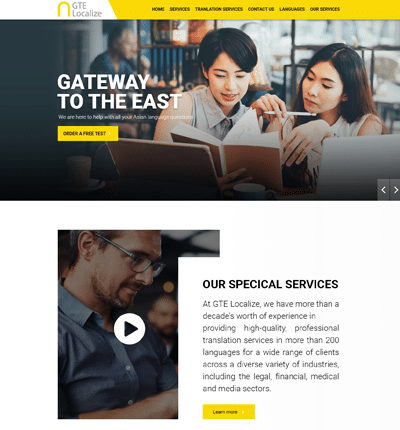 GTE
Localize
HOME SERVICES TRANLATION SERVICES CONTACT US LANGUAGES OUR SERVICES
GATEWAY
TO THE EAST
We are here to help with all your Asian language questions!
ORDER A FREE TEST
OUR SPECICAL SERVICES
At GTE Localize, we have more than a
decade's worth of experience in
providing high-quality, professional
translation services in more than 200
languages for a wide range of clients
across a diverse variety of industries,
including the legal, financial, medical
and media sectors.
Learn more